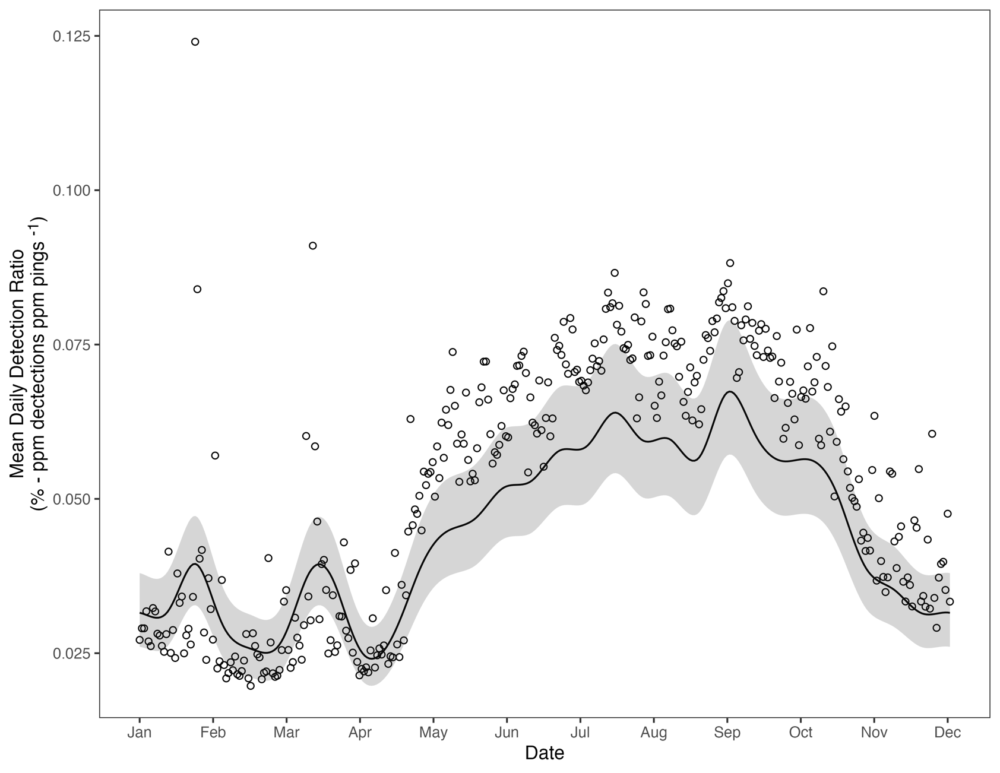 Mean Daily Detection Ratio
(% - ppm dectections ppm pings -1)
0.125
0.100
0.075
0.050
0.025
Jan Feb Mar Apr May Jun Jul Aug Sep Oct Nov Dec
Date